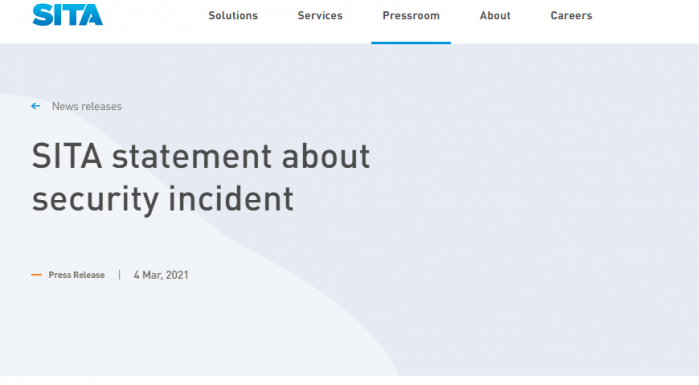 SITA
Solutions Services Pressroom About Careers
← News releases
SITA statement about
security incident
Press Release | 4 Mar, 2021